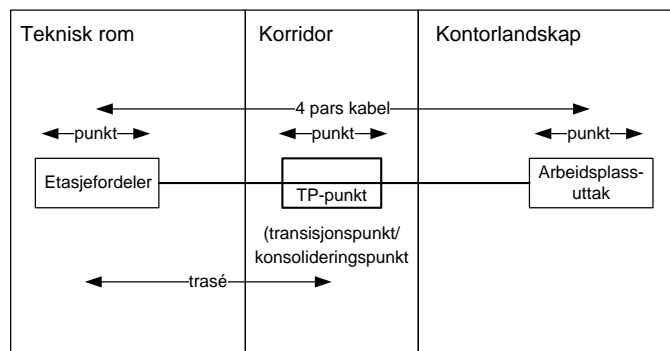 Teknisk rom
Korridor
Kontorlandskap
4 pars kabel
punkt
punkt
punkt
Etasjefordeler
TP-punkt
Arbeidsplass-
uttak
(transisjonspunkt/
konsolideringspunkt
trasé